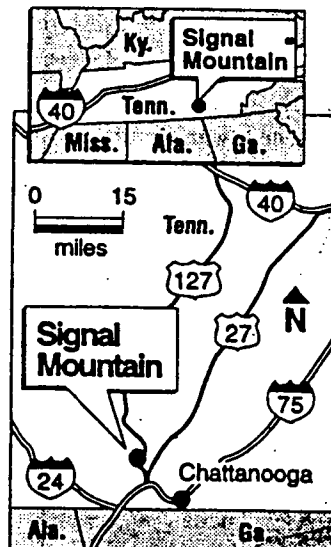 Ky.
Signal
Mountain
40
Tenn.
Miss.
Ala.
Ga.
0 15
miles
Tenn.
40
127
27
N
Signal
Mountain
75
24
Chattanooga
Ala.
Ga.